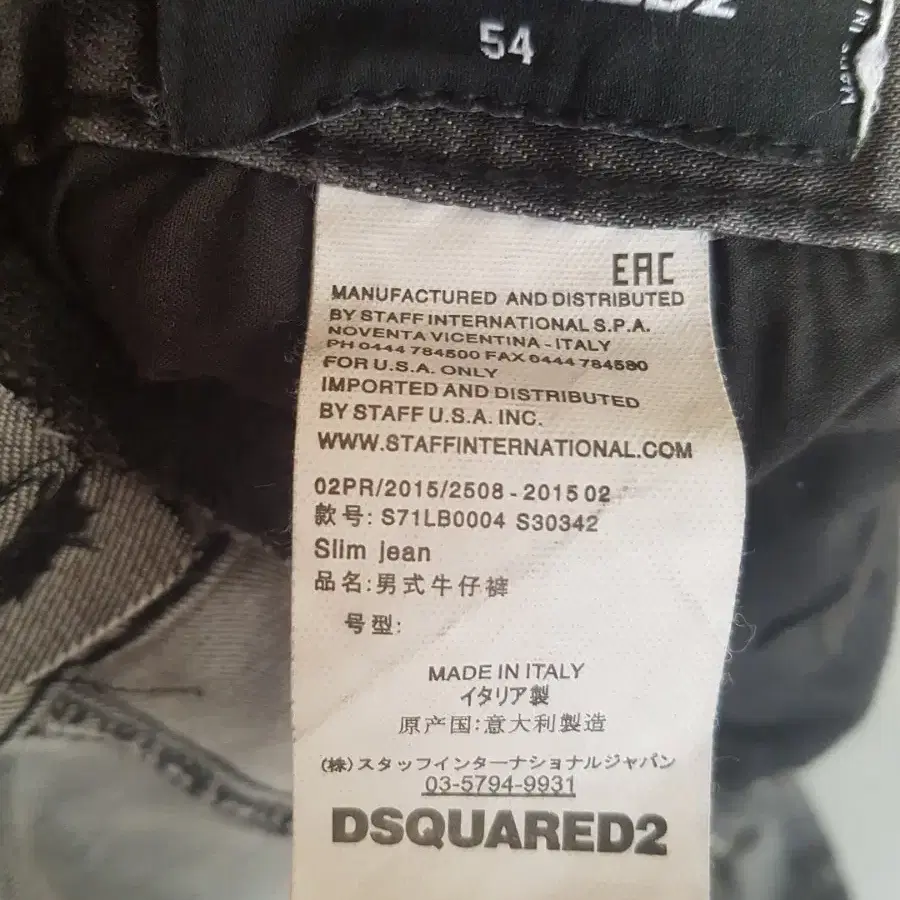 54
EAC
MANUFACTURED AND DISTRIBUTED
BY STAFF INTERNATIONAL S.P.A.
NOVENTA VICENTINA - ITALY
PH 0444 784500 FAX 0444 784580
FOR U.S.A. ONLY
IMPORTED AND DISTRIBUTED
BY STAFF U.S.A. INC.
WWW.STAFFINTERNATIONAL.COM
02PR/2015/2508 - 2015 02
款号: S71LB0004 S30342
Slim jean
品名:男式牛仔裤
号型:
MADE IN ITALY
イタリア製
原产国:意大利製造
(株)スタッフインターナショナルジャパン
03-5794-9931
DSQUARED2